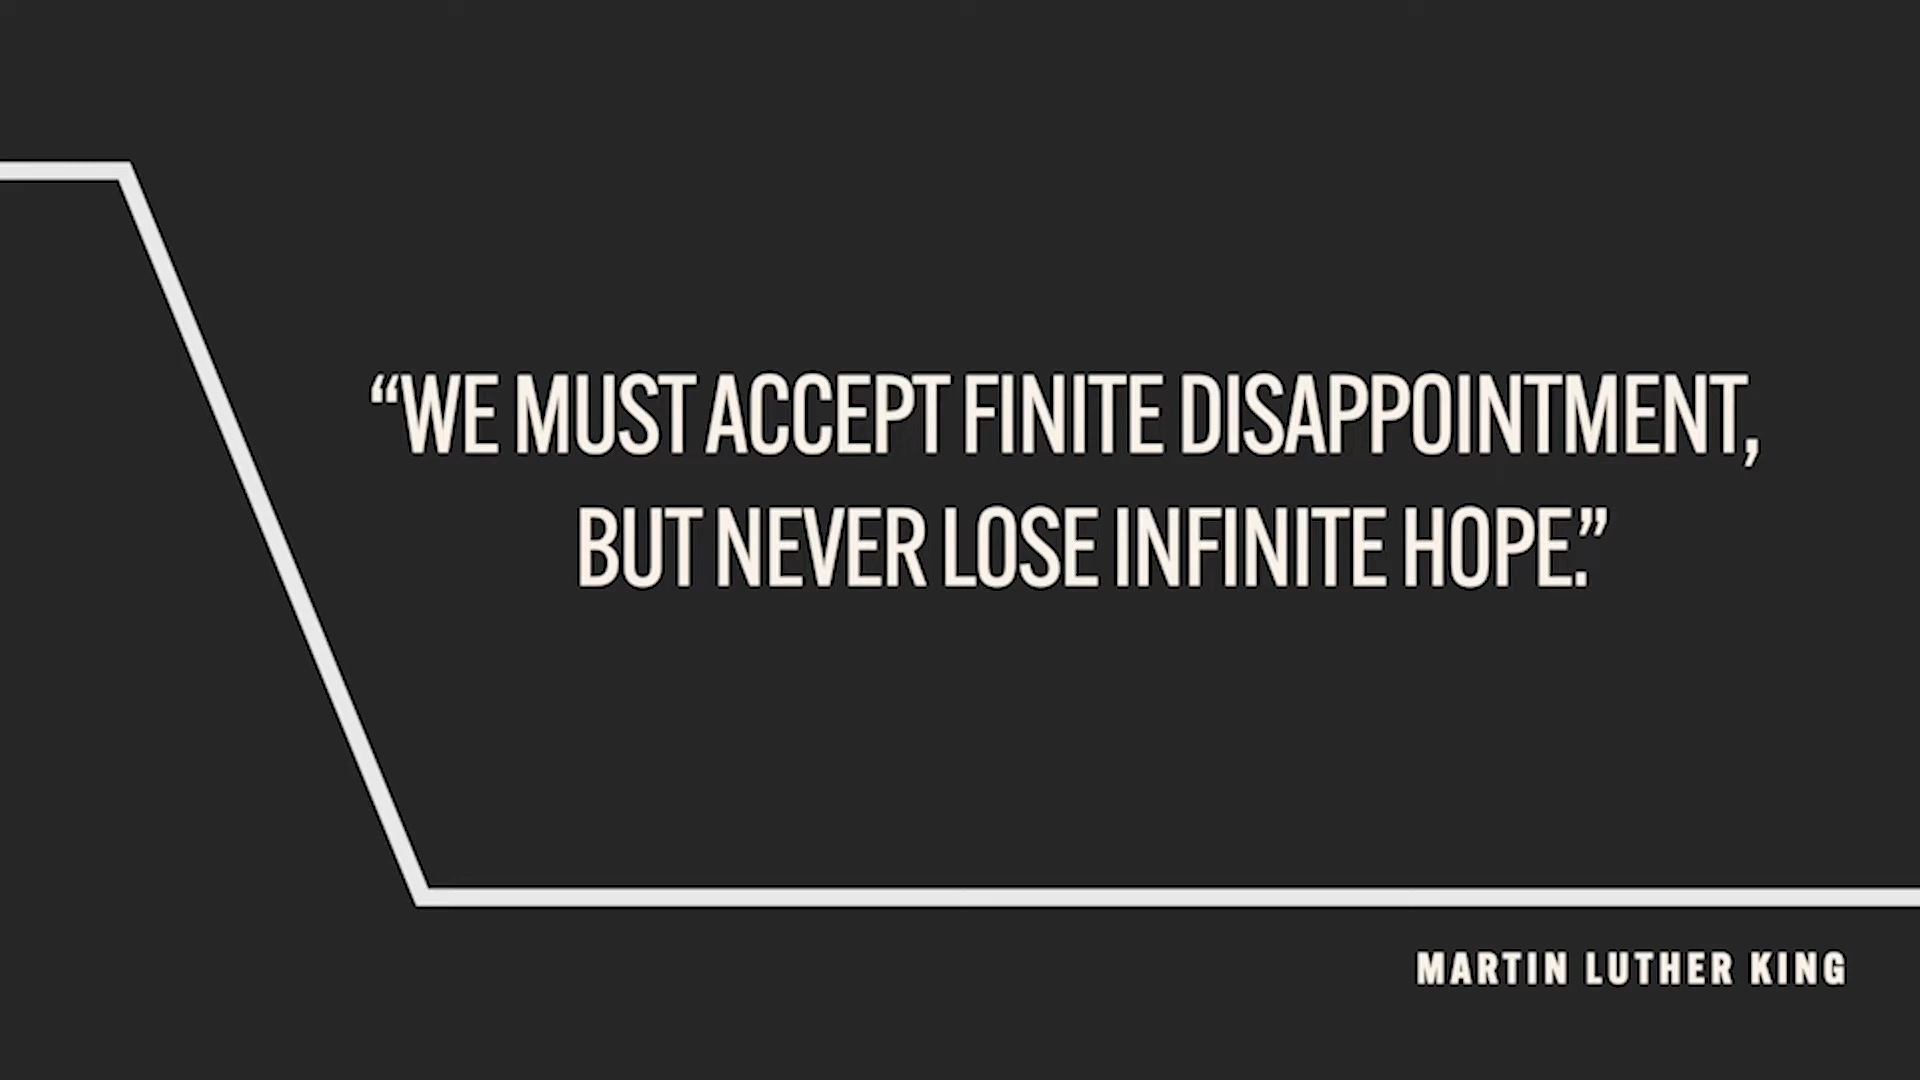 “WE MUST ACCEPT FINITE DISAPPOINTMENT,
BUT NEVER LOSE INFINITE HOPE.”
MARTIN LUTHER KING